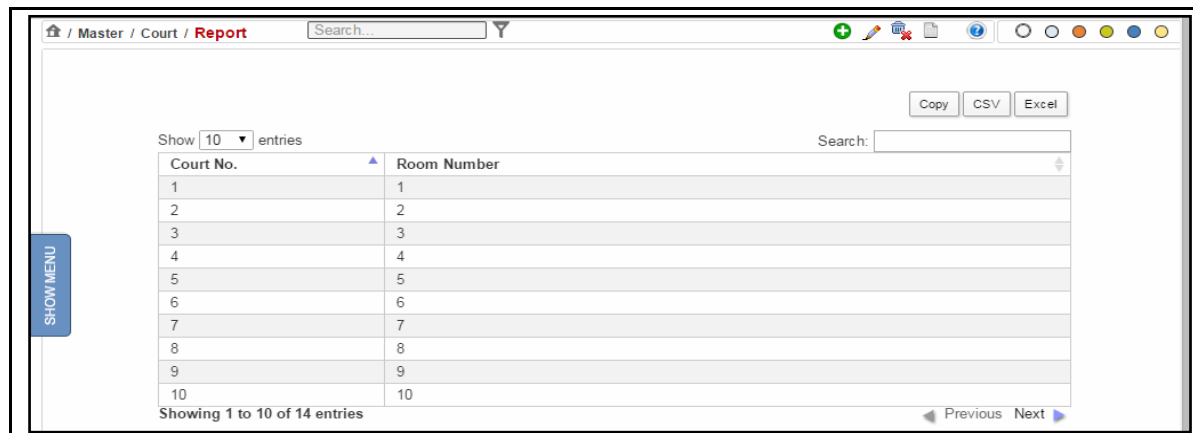 / Master / Court / Report Search...
Copy CSV Excel
Show 10 entries Search:
Court No. Room Number
1 1
2 2
3 3
4 4
5 5
6 6
7 7
8 8
9 9
10 10
Showing 1 to 10 of 14 entries Previous Next
SHOW MENU